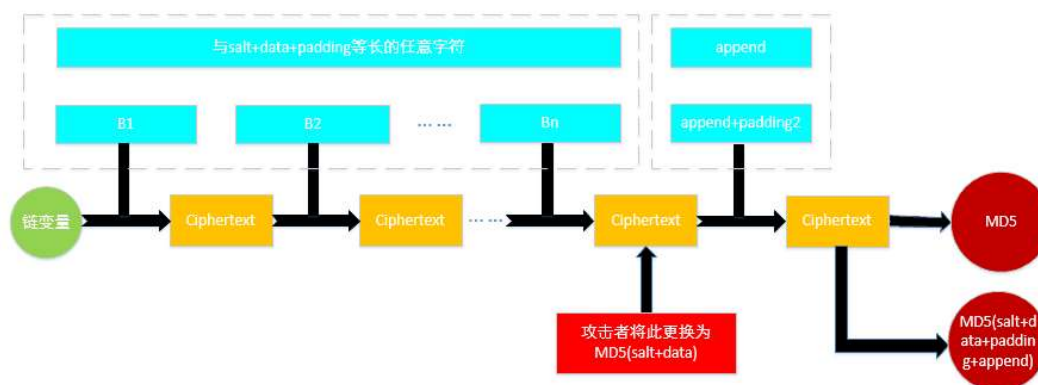 与salt+data+padding等长的任意字符
append
B1
B2
... ...
Bn
append+padding2
链变量
Ciphertext
Ciphertext
... ...
Ciphertext
Ciphertext
MD5
攻击者将此更换为
MD5(salt+data)
MD5(salt+d
ata+paddin
g+append)